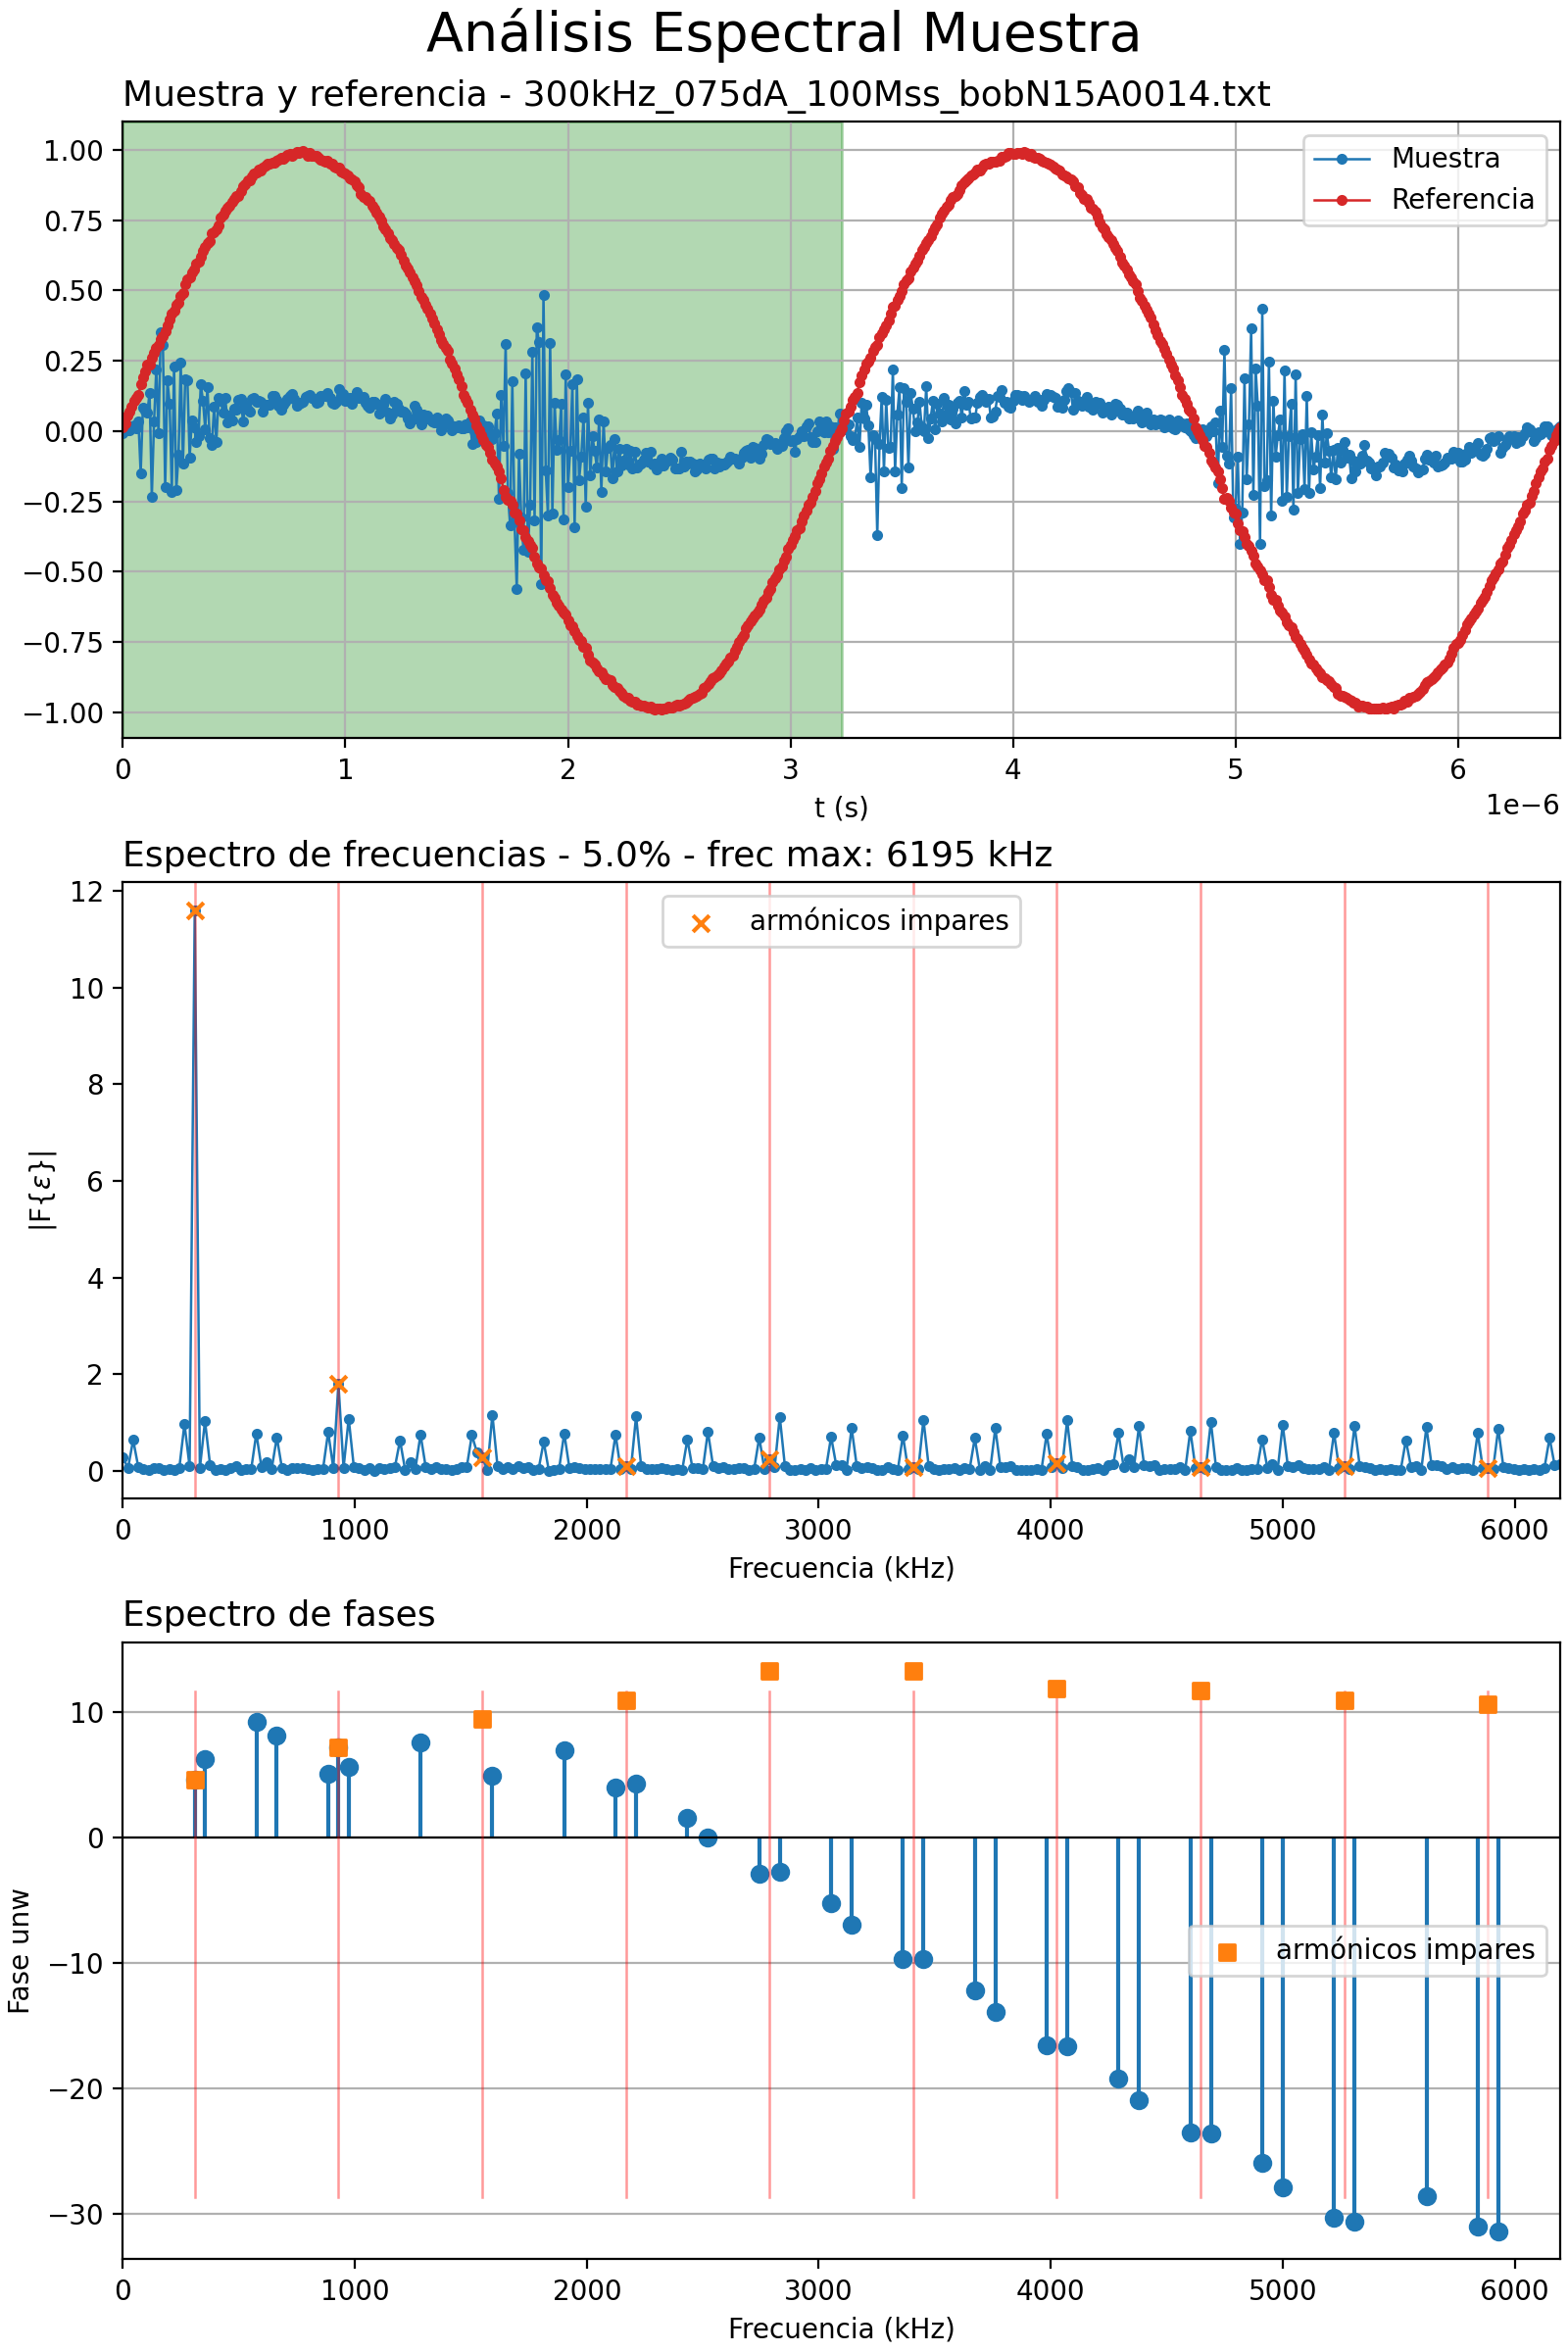 Análisis Espectral Muestra
Muestra y referencia - 300kHz_075dA_100Mss_bobN15A0014.txt
1.00
0.75
0.50
0.25
0.00
−0.25
−0.50
−0.75
−1.00
Muestra
Referencia
0 1 2 3 4 5 6
t (s)
1e−6
Espectro de frecuencias - 5.0% - frec max: 6195 kHz
12
10
8
6
4
2
0
|F{ε}|
armónicos impares
0 1000 2000 3000 4000 5000 6000
Frecuencia (kHz)
Espectro de fases
10
0
−10
−20
−30
Fase unw
armónicos impares
0 1000 2000 3000 4000 5000 6000
Frecuencia (kHz)